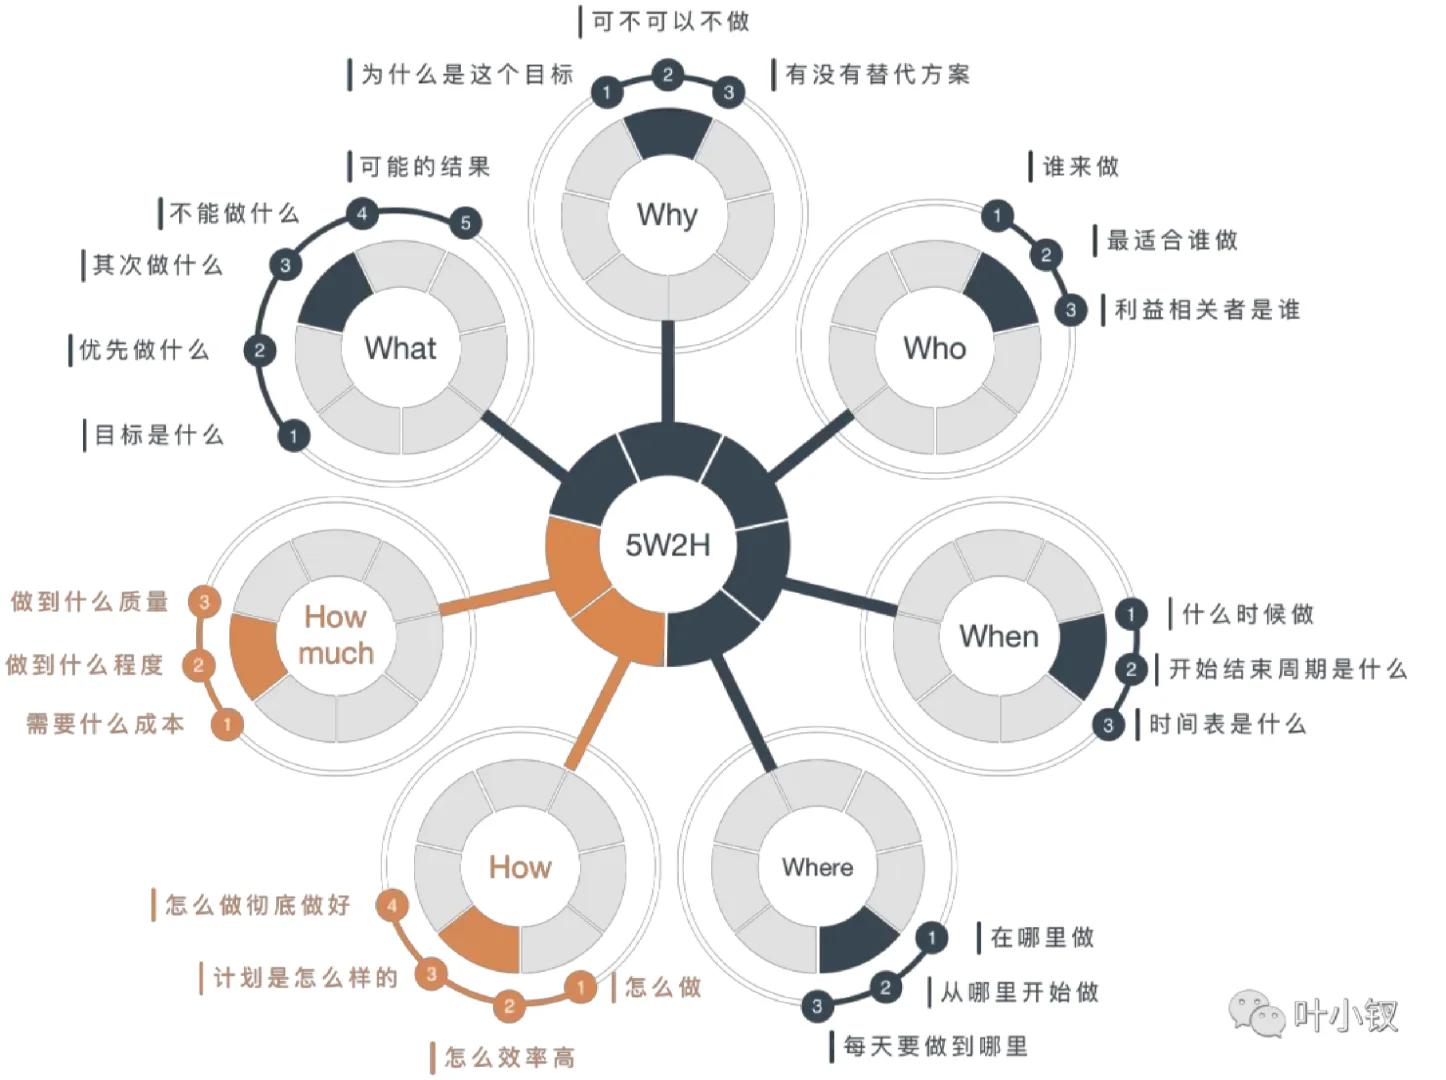 可不可以不做
为什么是这个目标
有没有替代方案
1
2
3
Why
可能的结果
不能做什么
其次做什么
优先做什么
目标是什么
5
4
3
2
1
What
谁来做
最适合谁做
利益相关者是谁
1
2
3
Who
5W2H
做到什么质量
做到什么程度
需要什么成本
3
2
1
How
much
什么时候做
开始结束周期是什么
时间表是什么
1
2
3
When
怎么做彻底做好
计划是怎么样的
怎么效率高
怎么做
4
3
2
1
How
在哪里做
从哪里开始做
每天要做到哪里
1
2
3
Where
叶小钗